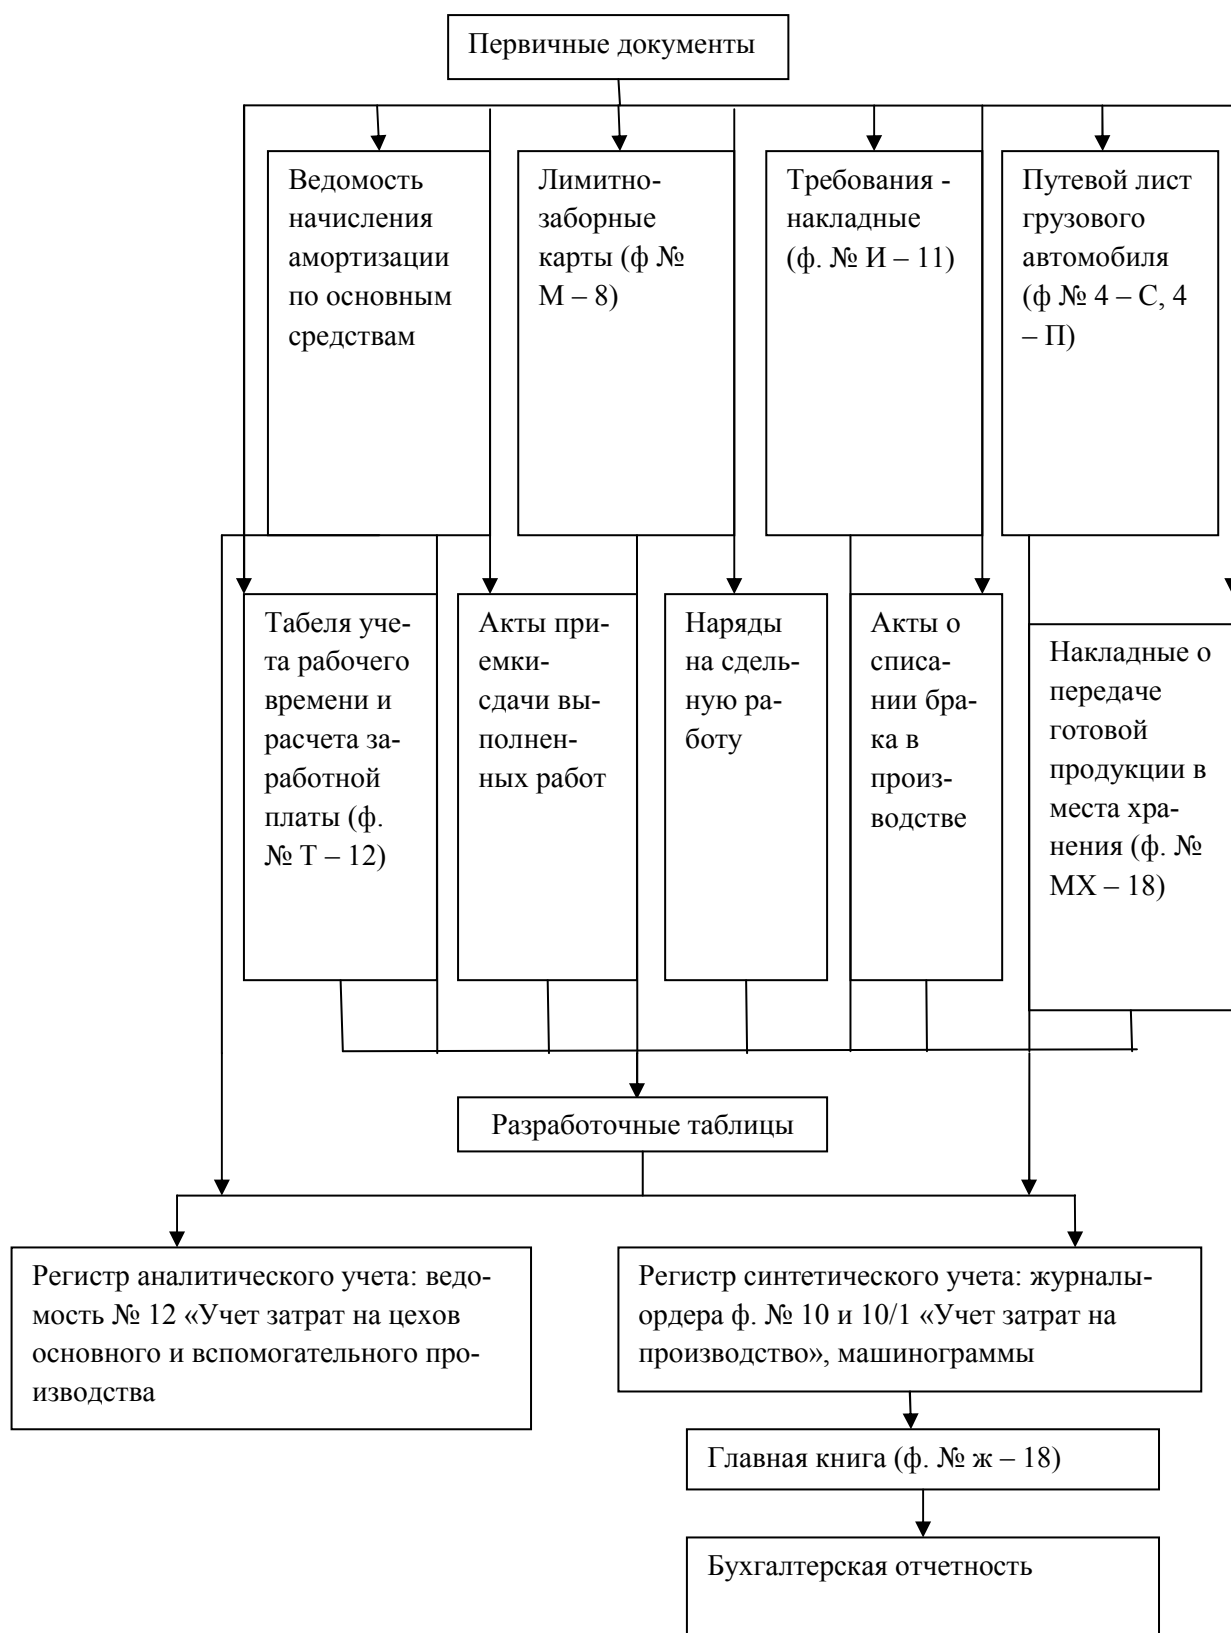 Первичные документы
Ведомость
начисления
амортизации
по основным
средствам
Лимитно-
заборные
карты (ф №
М – 8)
Требования -
накладные
(ф. № И – 11)
Путевой лист
грузового
автомобиля
(ф № 4 – С, 4
– П)
Табеля уче-
та рабочего
времени и
расчета за-
работной
платы (ф.
№ Т – 12)
Акты при-
емки-
сдачи вы-
полнен-
ных работ
Наряды
на сдель-
ную ра-
боту
Акты о
списа-
нии бра-
ка в
произ-
водстве
Накладные о
передаче
готовой
продукции в
места хра-
нения (ф. №
МХ – 18)
Разработочные таблицы
Регистр аналитического учета: ведо-
мость № 12 «Учет затрат на цехов
основного и вспомогательного про-
изводства
Регистр синтетического учета: журналы-
ордера ф. № 10 и 10/1 «Учет затрат на
производство», машинограммы
Главная книга (ф. № ж – 18)
Бухгалтерская отчетность